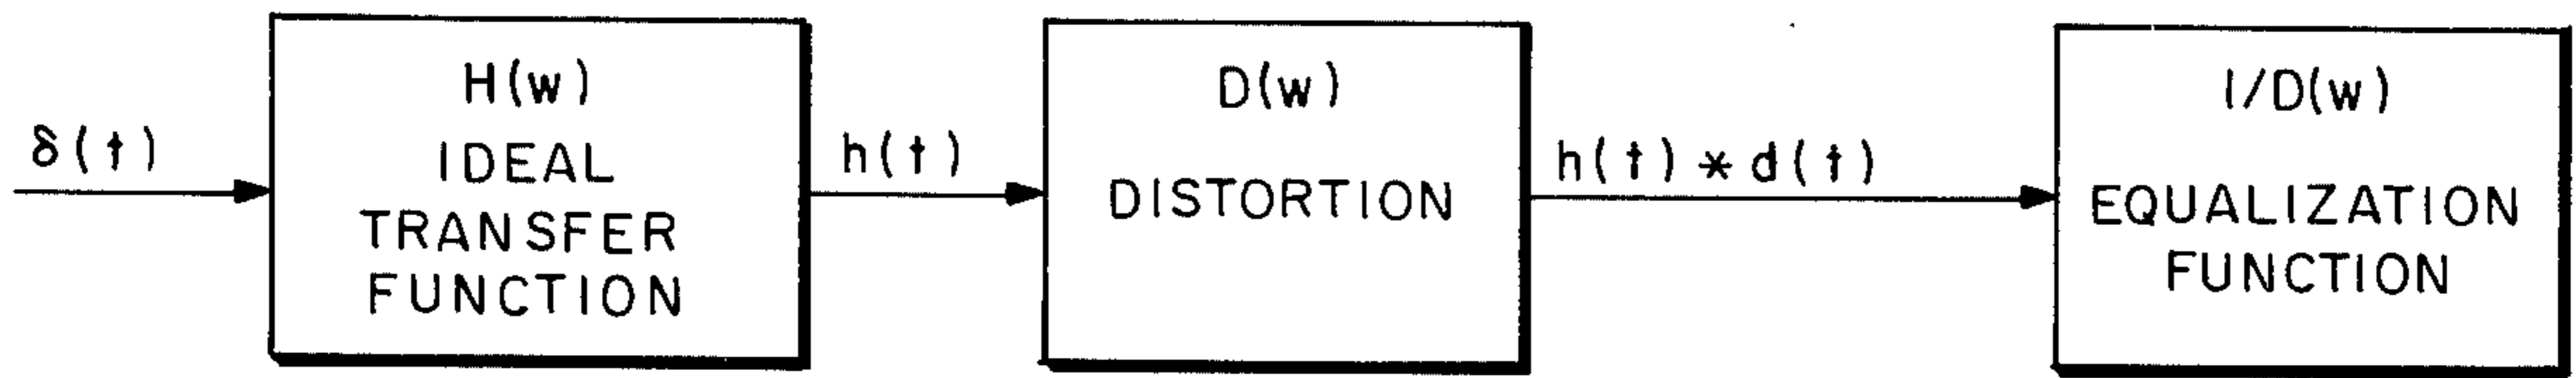 δ(t)
H(w)
IDEAL
TRANSFER
FUNCTION
h(t)
D(w)
DISTORTION
h(t) * d(t)
1/D(w)
EQUALIZATION
FUNCTION